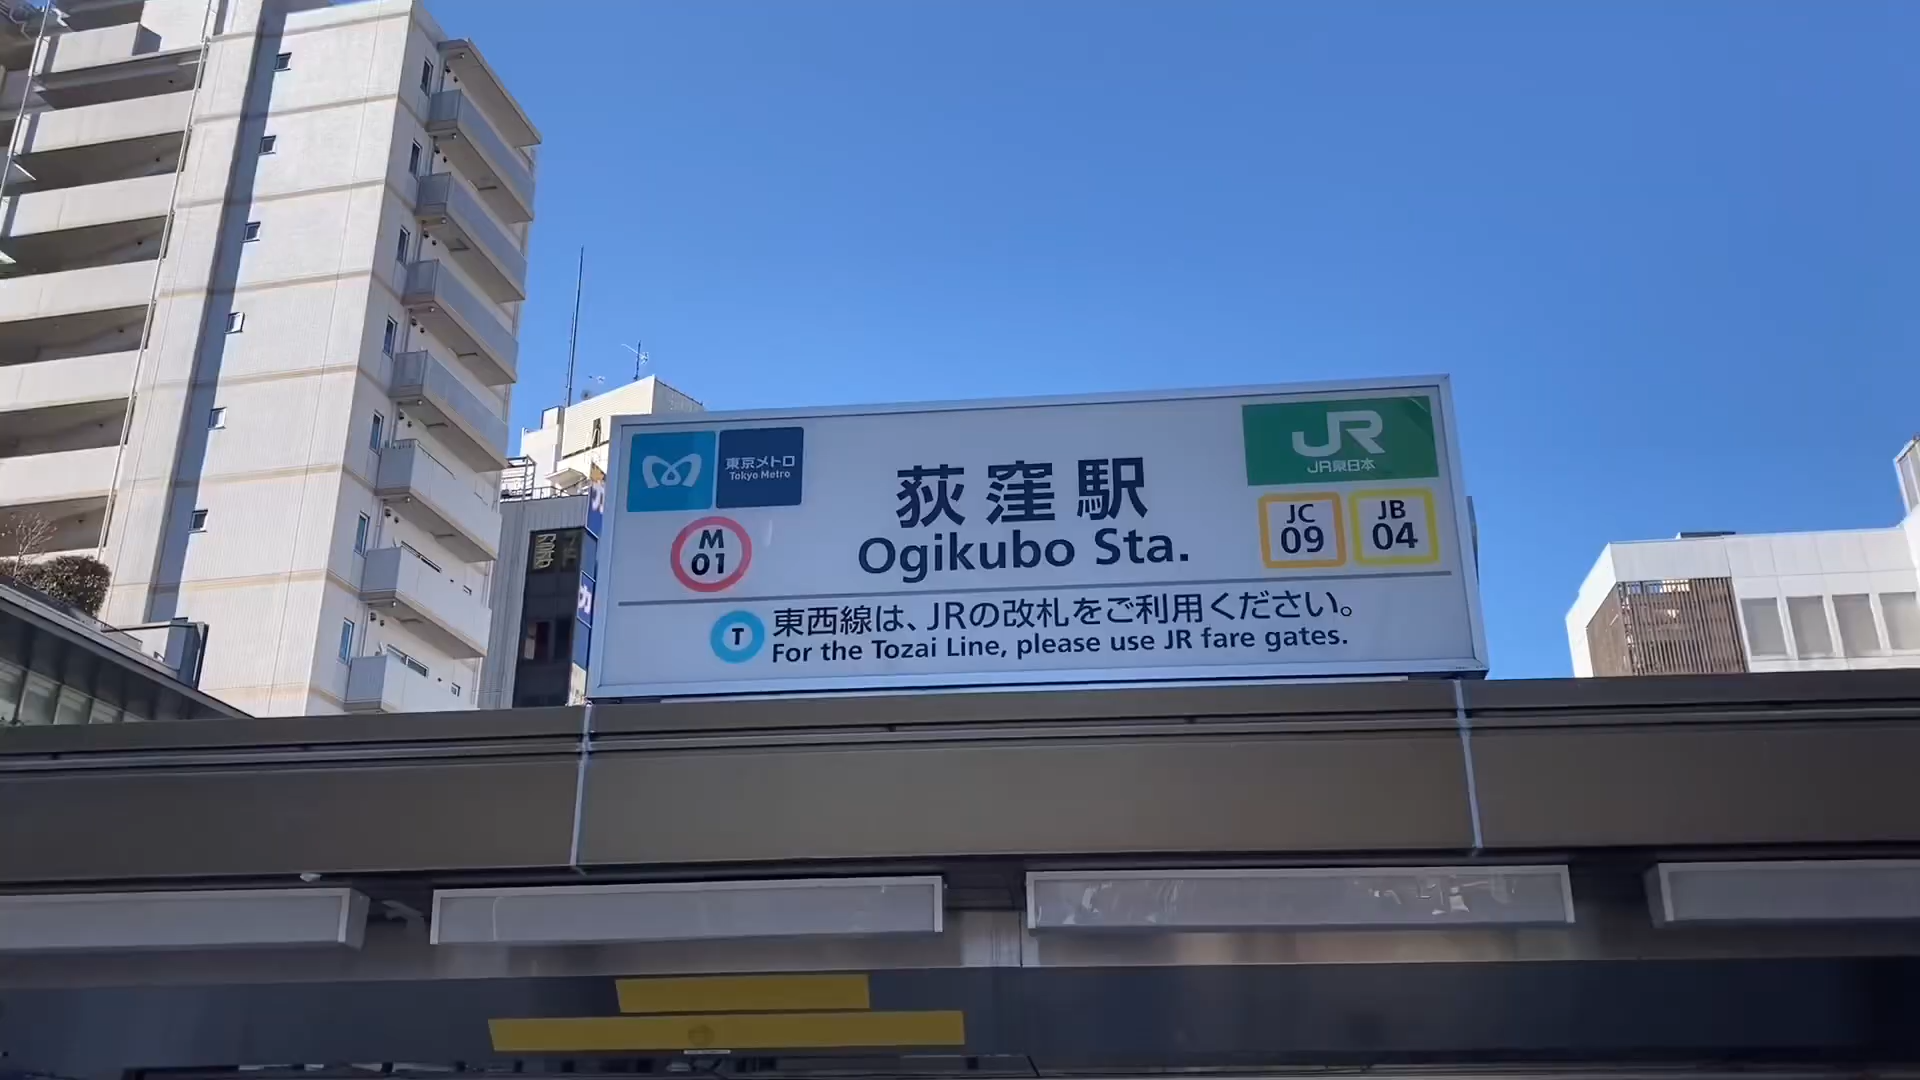 東京メトロ
Tokyo Metro
M
01
荻窪駅
Ogikubo Sta.
JR
JR東日本
JC
09
JB
04
T 東西線は、JRの改札をご利用ください。
For the Tozai Line, please use JR fare gates.